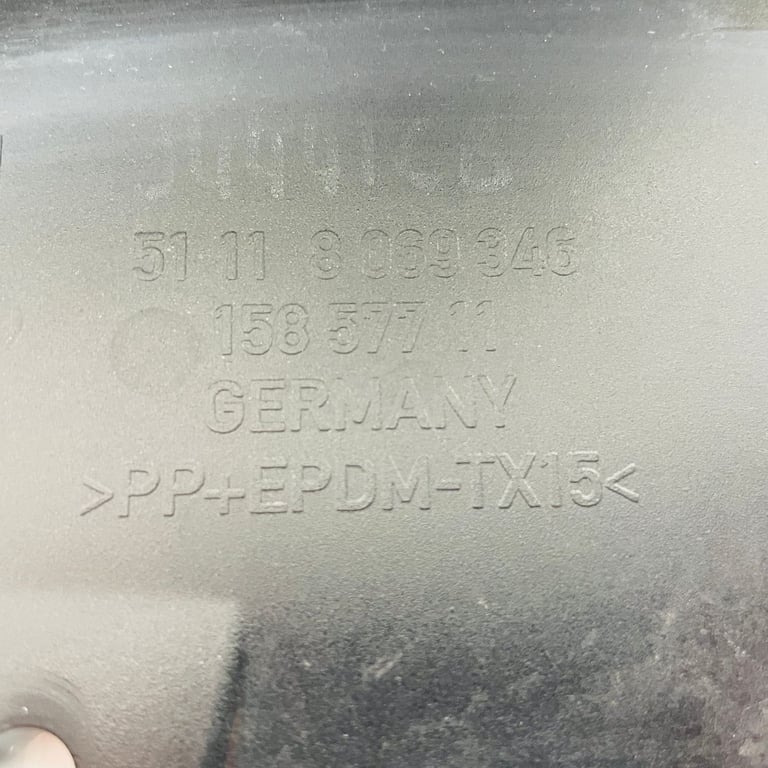 51 11 8 069 346
158 577 11
GERMANY
>PP+EPDM-TX15<